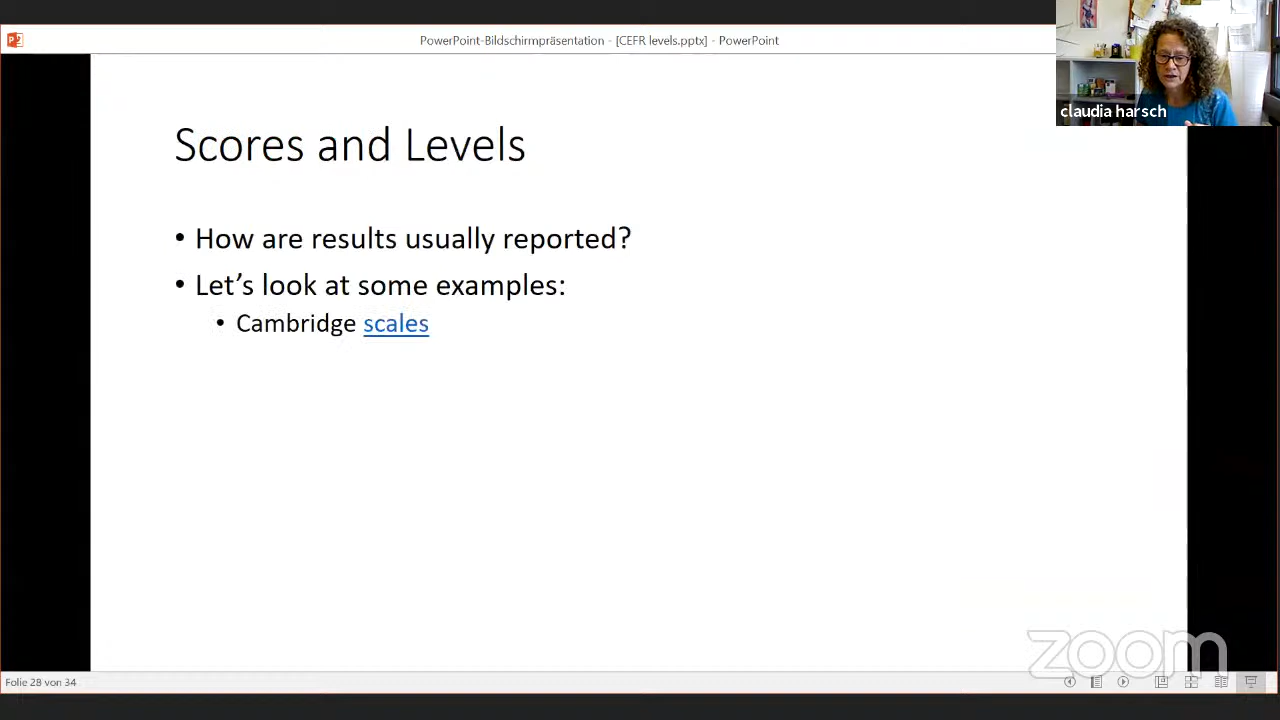 PowerPoint-Bildschirmpräsentation - [CEFR levels.pptx] - PowerPoint
claudia harsch
Scores and Levels
• How are results usually reported?
• Let’s look at some examples:
• Cambridge scales
zoom
Folie 28 von 34